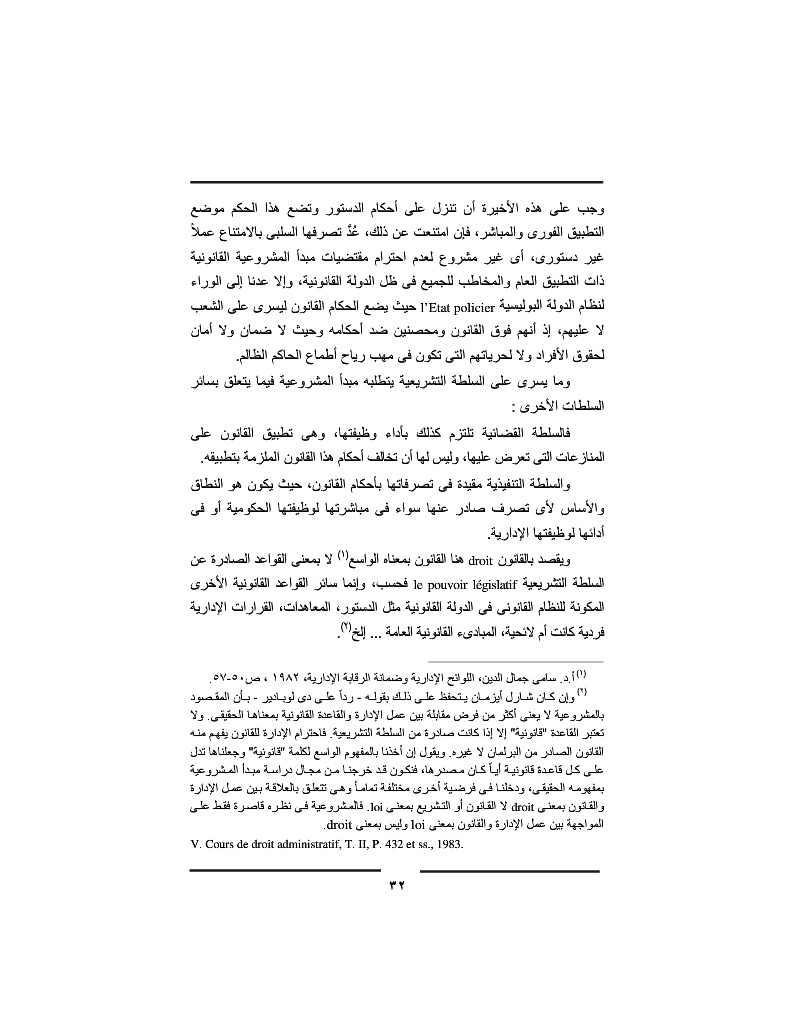 وجب على هذه الأخيرة أن تنزل على أحكام الدستور وتضع هذا الحكم موضع
التطبيق الفورى والمباشر، فإن امتنعت عن ذلك، عُدَّ تصرفها السلبى بالامتناع عملاً
غير دستورى، أى غير مشروع لعدم احترام مقتضيات مبدأ المشروعية القانونية
ذات التطبيق العام والمخاطب للجميع فى ظل الدولة القانونية، وإلا عدنا إلى الوراء
لنظام الدولة البوليسية l'Etat policier حيث يضع الحكام القانون ليسرى على الشعب
لا عليهم، إذ أنهم فوق القانون ومحصنين ضد أحكامه وحيث لا ضمان ولا أمان
لحقوق الأفراد ولا لحرياتهم التى تكون فى مهب رياح أطماع الحاكم الظالم.
وما يسرى على السلطة التشريعية يتطلبه مبدأ المشروعية فيما يتعلق بسائر
السلطات الأخرى :
فالسلطة القضائية تلتزم كذلك بأداء وظيفتها، وهى تطبيق القانون على
المنازعات التى تعرض عليها، وليس لها أن تخالف أحكام هذا القانون الملزمة بتطبيقه.
والسلطة التنفيذية مقيدة فى تصرفاتها بأحكام القانون، حيث يكون هو النطاق
والأساس لأى تصرف صادر عنها سواء فى مباشرتها لوظيفتها الحكومية أو فى
أدائها لوظيفتها الإدارية.
ويقصد بالقانون droit هنا القانون بمعناه الواسع(١) لا بمعنى القواعد الصادرة عن
السلطة التشريعية le pouvoir législatif فحسب، وإنما سائر القواعد القانونية الأخرى
المكونة للنظام القانونى فى الدولة القانونية مثل الدستور، المعاهدات، القرارات الإدارية
فردية كانت أم لائحية، المبادىء القانونية العامة ... إلخ(٢).
(١) أ.د. سامى جمال الدين، اللوائح الإدارية وضمانة الرقابة الإدارية، ١٩٨٢ ، ص٥٠-٥٧.
(٢) وإن كان شارل أيزمان يتحفظ على ذلك بقوله - رداً على دى لوبادير - بأن المقصود
بالمشروعية لا يعنى أكثر من فرض مقابلة بين عمل الإدارة والقاعدة القانونية بمعناها الحقيقى. ولا
تعتبر القاعدة "قانونية" إلا إذا كانت صادرة من السلطة التشريعية. فاحترام الإدارة للقانون يفهم منه
القانون الصادر من البرلمان لا غيره. ويقول إن أخذنا بالمفهوم الواسع لكلمة "قانونية" وجعلناها تدل
على كل قاعدة قانونية أياً كان مصدرها، فنكون قد خرجنا من مجال دراسة مبدأ المشروعية
بمفهومه الحقيقى، ودخلنا فى فرضية أخرى مختلفة تماماً وهى تتعلق بالعلاقة بين عمل الإدارة
والقانون بمعنى droit لا القانون أو التشريع بمعنى loi. فالمشروعية فى نظره قاصرة فقط على
المواجهة بين عمل الإدارة والقانون بمعنى loi وليس بمعنى droit.
V. Cours de droit administratif, T. II, P. 432 et ss., 1983.
٣٢